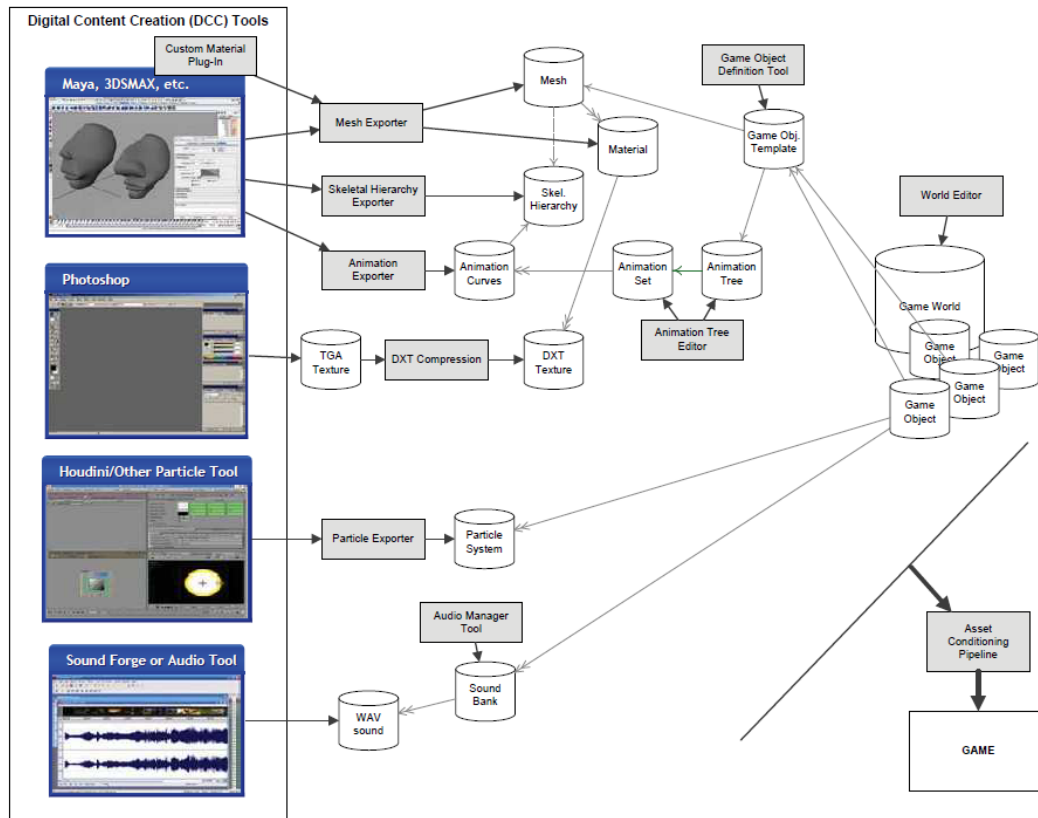 Digital Content Creation (DCC) Tools
Custom Material
Plug-In
Maya, 3DSMAX, etc.
Mesh Exporter
Mesh
Material
Game Object
Definition Tool
Game Obj.
Template
Skeletal Hierarchy
Exporter
Skel.
Hierarchy
World Editor
Animation
Exporter
Animation
Curves
Animation
Set
Animation
Tree
Game World
Photoshop
Animation Tree
Editor
TGA
Texture
DXT Compression
DXT
Texture
Game
Object
Game
Object
Game
Object
Game
Object
Houdini/Other Particle Tool
Particle Exporter
Particle
System
Audio Manager
Tool
Asset
Conditioning
Pipeline
Sound Forge or Audio Tool
Sound
Bank
WAV
sound
GAME